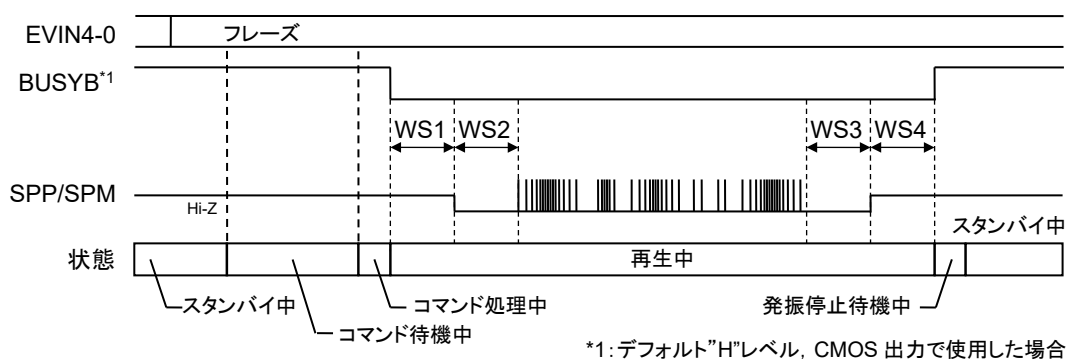 EVIN4-0 フレーズ
BUSYB*1
WS1 WS2 WS3 WS4
SPP/SPM
Hi-Z
スタンバイ中
状態 再生中
スタンバイ中 コマンド処理中 発振停止待機中
コマンド待機中
*1:デフォルト"H"レベル, CMOS 出力で使用した場合